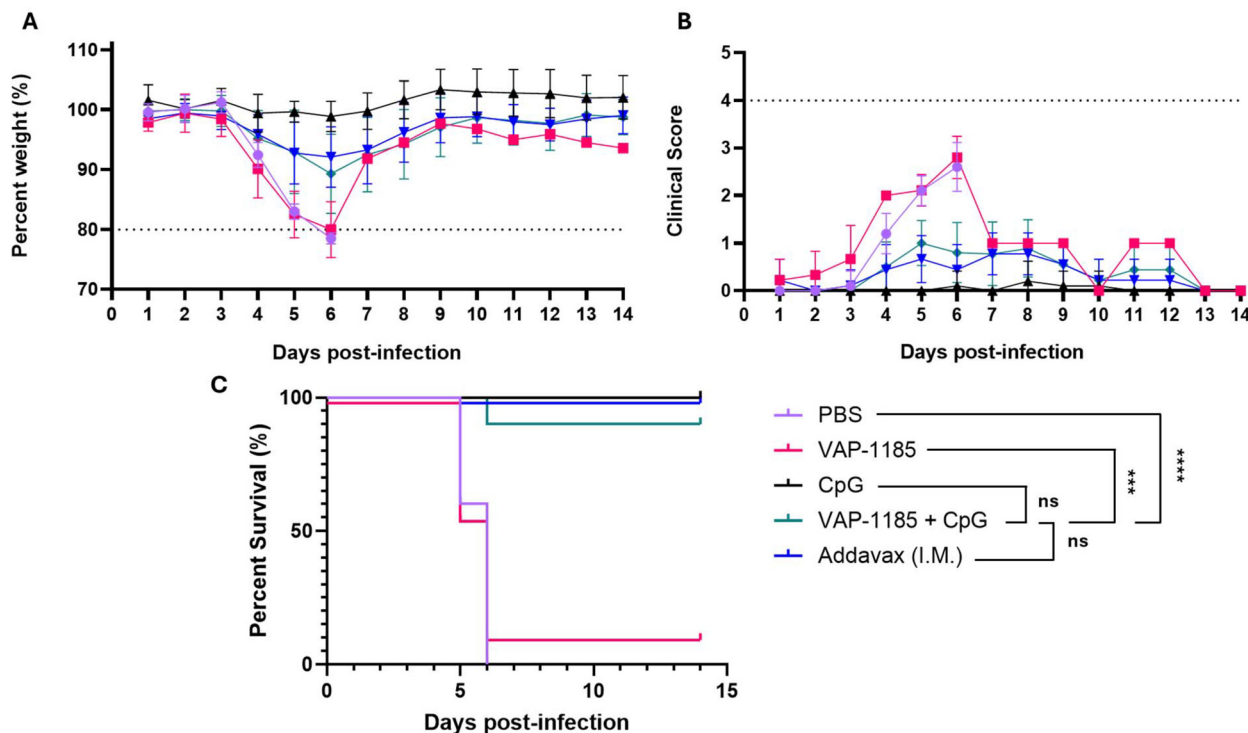 A
Percent weight (%)
110
100
90
80
70
0 1 2 3 4 5 6 7 8 9 10 11 12 13 14
Days post-infection
B
Clinical Score
5
4
3
2
1
0
0 1 2 3 4 5 6 7 8 9 10 11 12 13 14
Days post-infection
C
Percent Survival (%)
100
50
0
0 5 10 15
Days post-infection
PBS
VAP-1185
CpG
VAP-1185 + CpG
Addavax (I.M.)
ns
ns
***
****